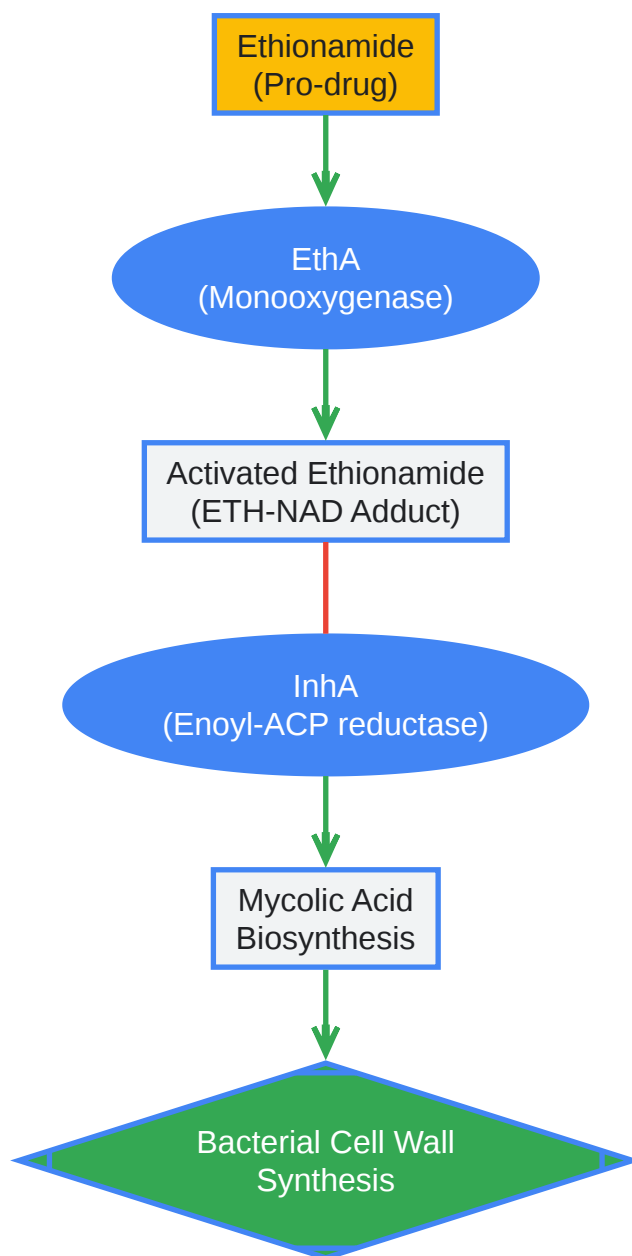 Ethionamide
(Pro-drug)
EthA
(Monooxygenase)
Activated Ethionamide
(ETH-NAD Adduct)
InhA
(Enoyl-ACP reductase)
Mycolic Acid
Biosynthesis
Bacterial Cell Wall
Synthesis